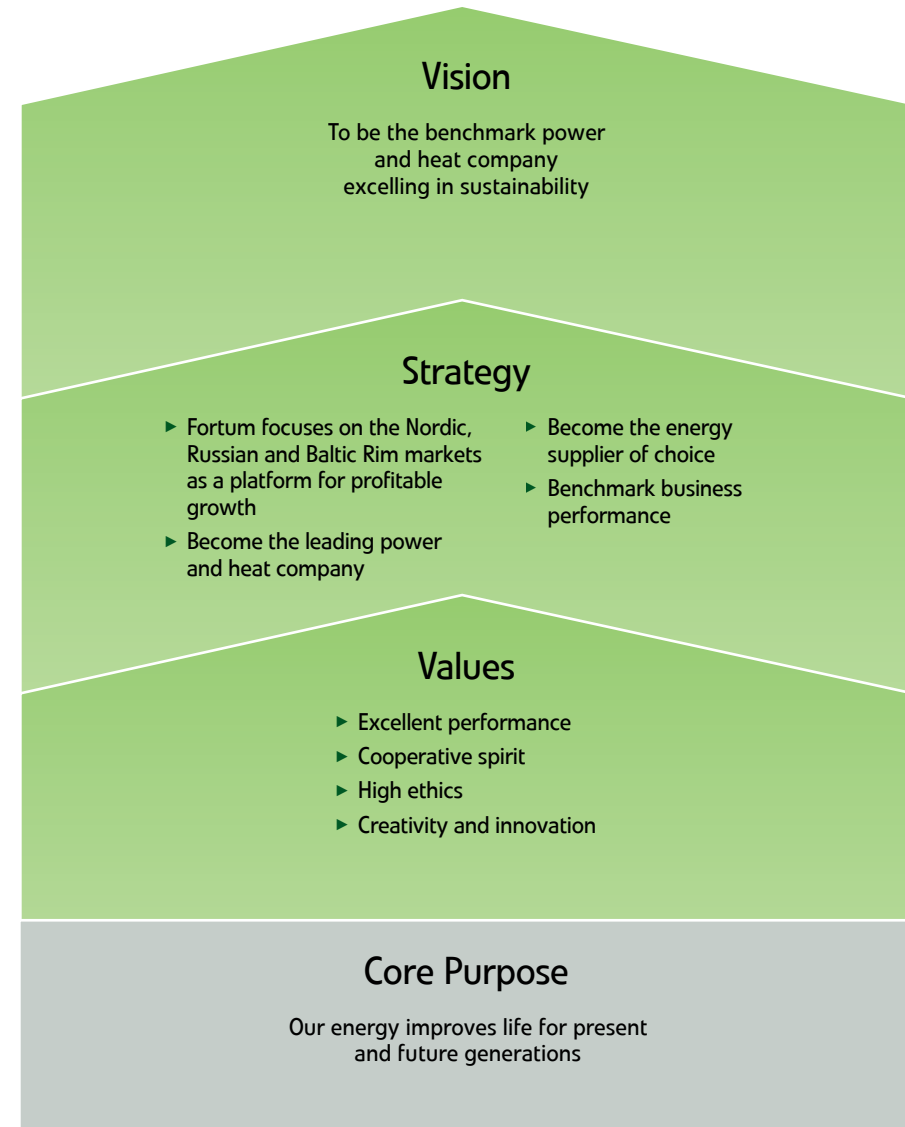 Vision
To be the benchmark power
and heat company
excelling in sustainability
Strategy
► Fortum focuses on the Nordic,
Russian and Baltic Rim markets
as a platform for profitable
growth
► Become the leading power
and heat company
► Become the energy
supplier of choice
► Benchmark business
performance
Values
► Excellent performance
► Cooperative spirit
► High ethics
► Creativity and innovation
Core Purpose
Our energy improves life for present
and future generations